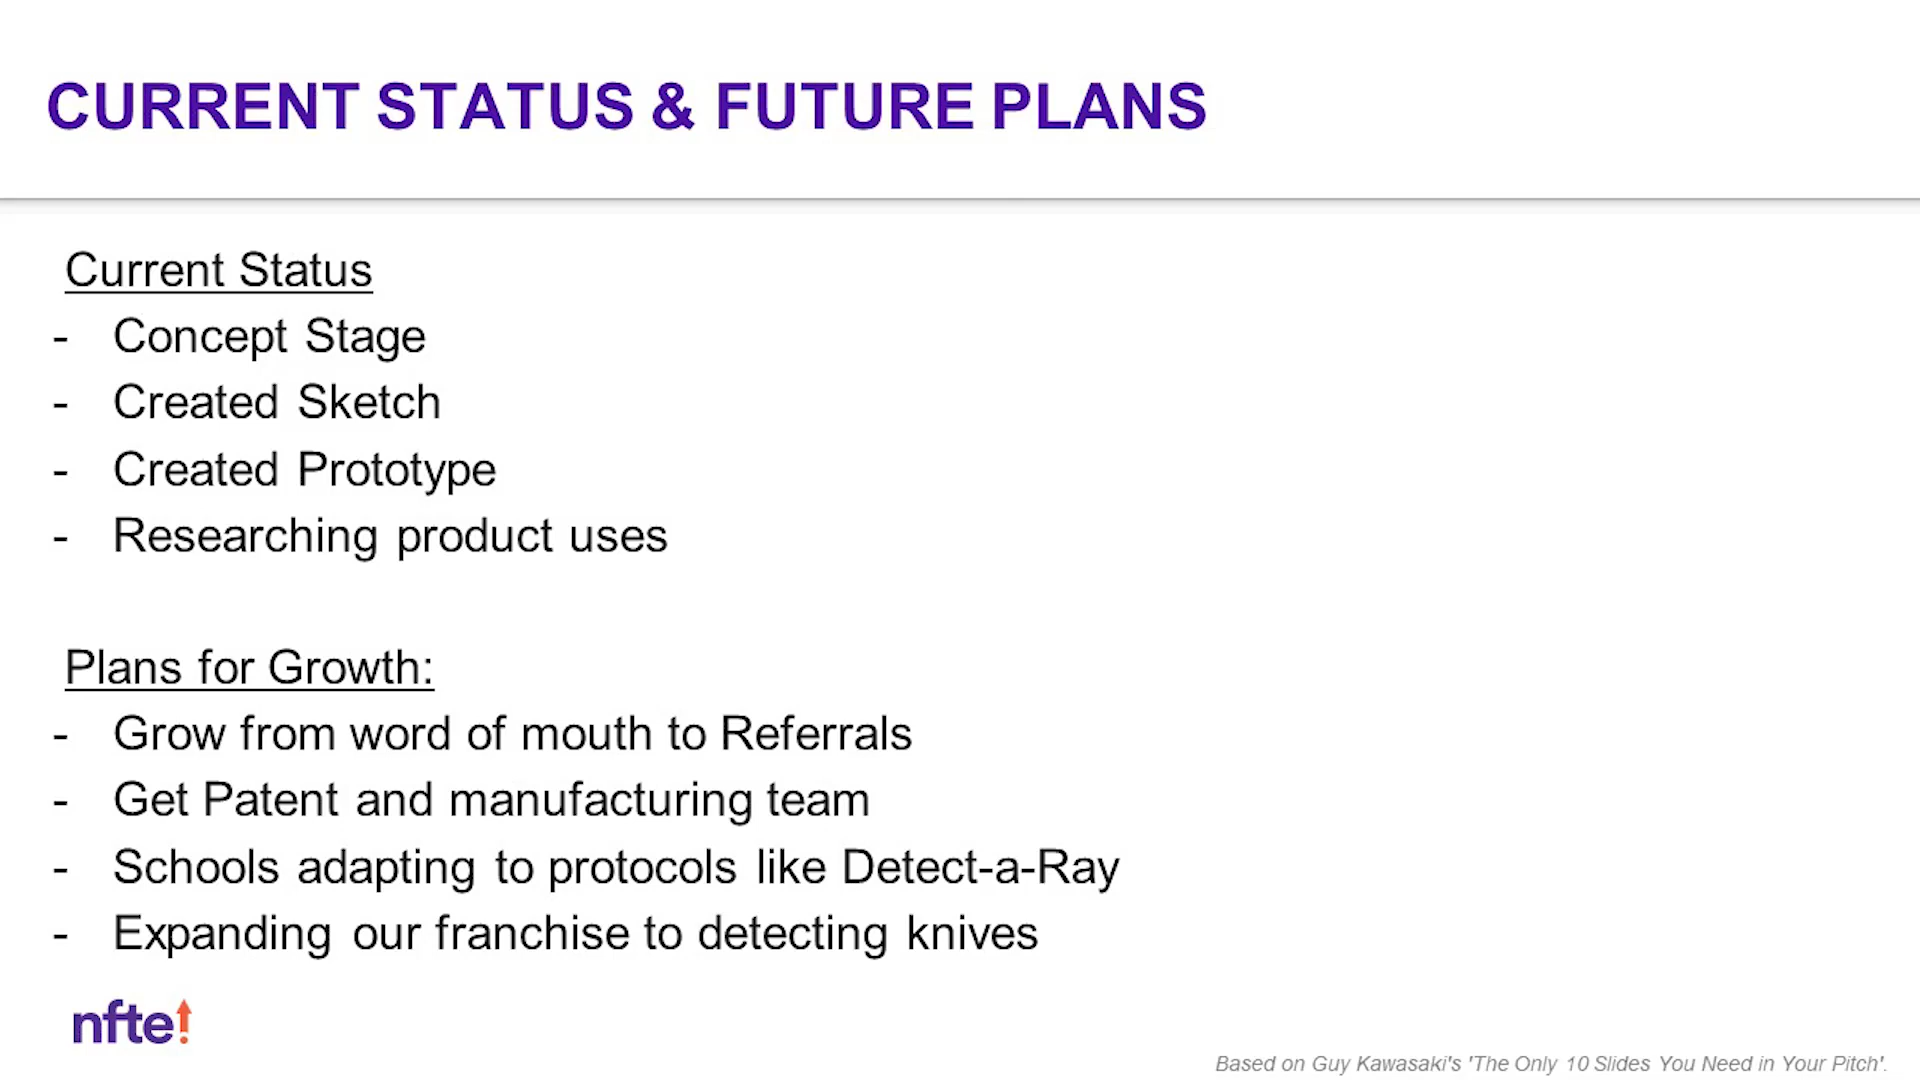 CURRENT STATUS & FUTURE PLANS
Current Status
- Concept Stage
- Created Sketch
- Created Prototype
- Researching product uses
Plans for Growth:
- Grow from word of mouth to Referrals
- Get Patent and manufacturing team
- Schools adapting to protocols like Detect-a-Ray
- Expanding our franchise to detecting knives
nfte!
Based on Guy Kawasaki's 'The Only 10 Slides You Need in Your Pitch'.